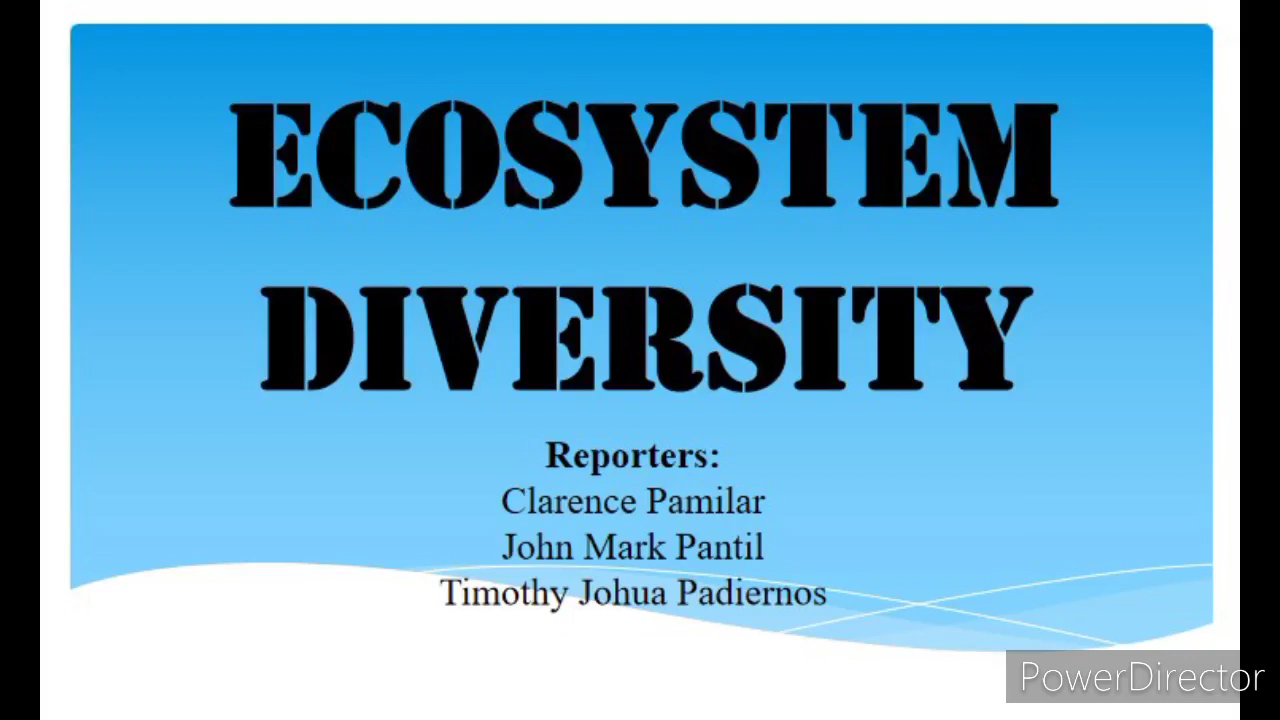 ECOSYSTEM
DIVERSITY
Reporters:
Clarence Pamilar
John Mark Pantil
Timothy Johua Padiernos
PowerDirector